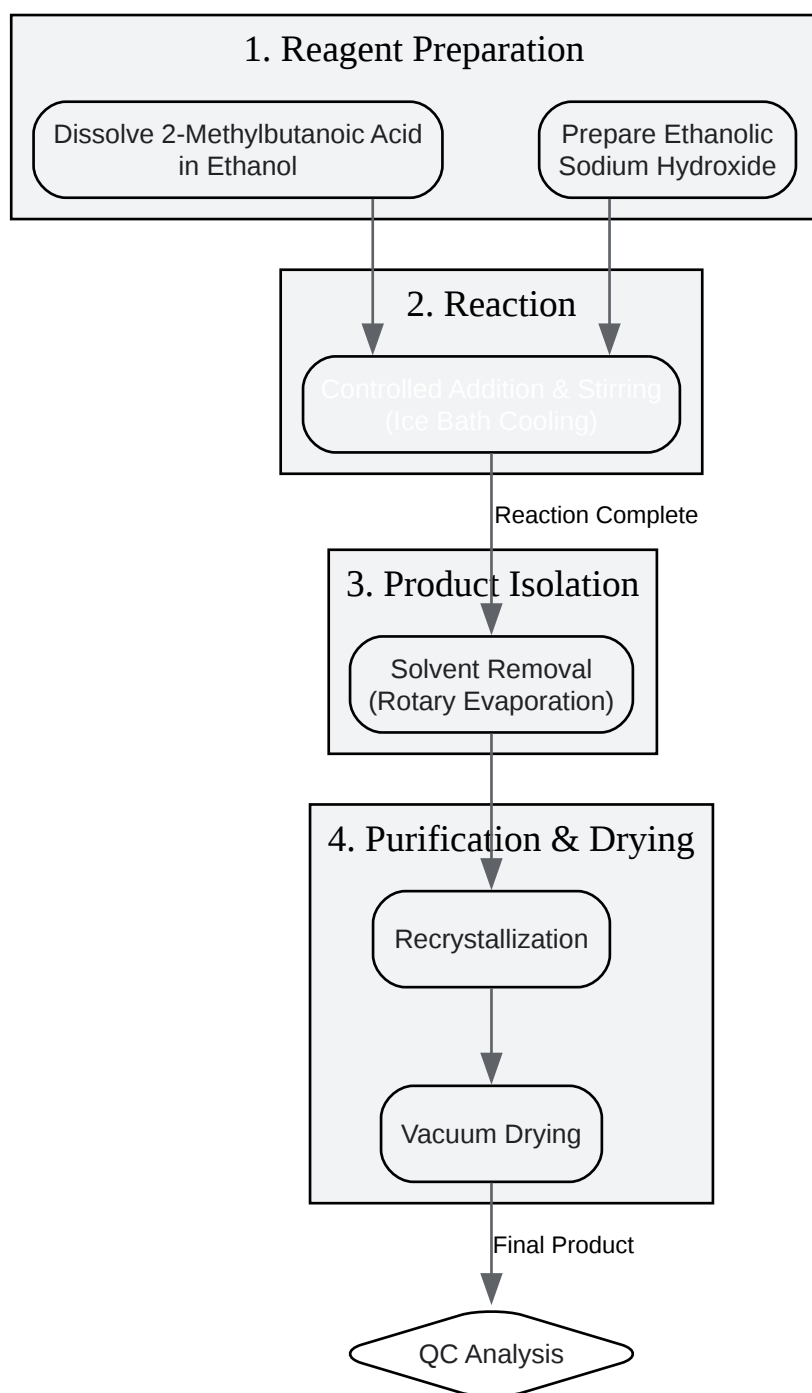 1. Reagent Preparation
Dissolve 2-Methylbutanoic Acid
in Ethanol
Prepare Ethanolic
Sodium Hydroxide
2. Reaction
Controlled Addition & Stirring
(Ice Bath Cooling)
Reaction Complete
3. Product Isolation
Solvent Removal
(Rotary Evaporation)
4. Purification & Drying
Recrystallization
Vacuum Drying
Final Product
QC Analysis